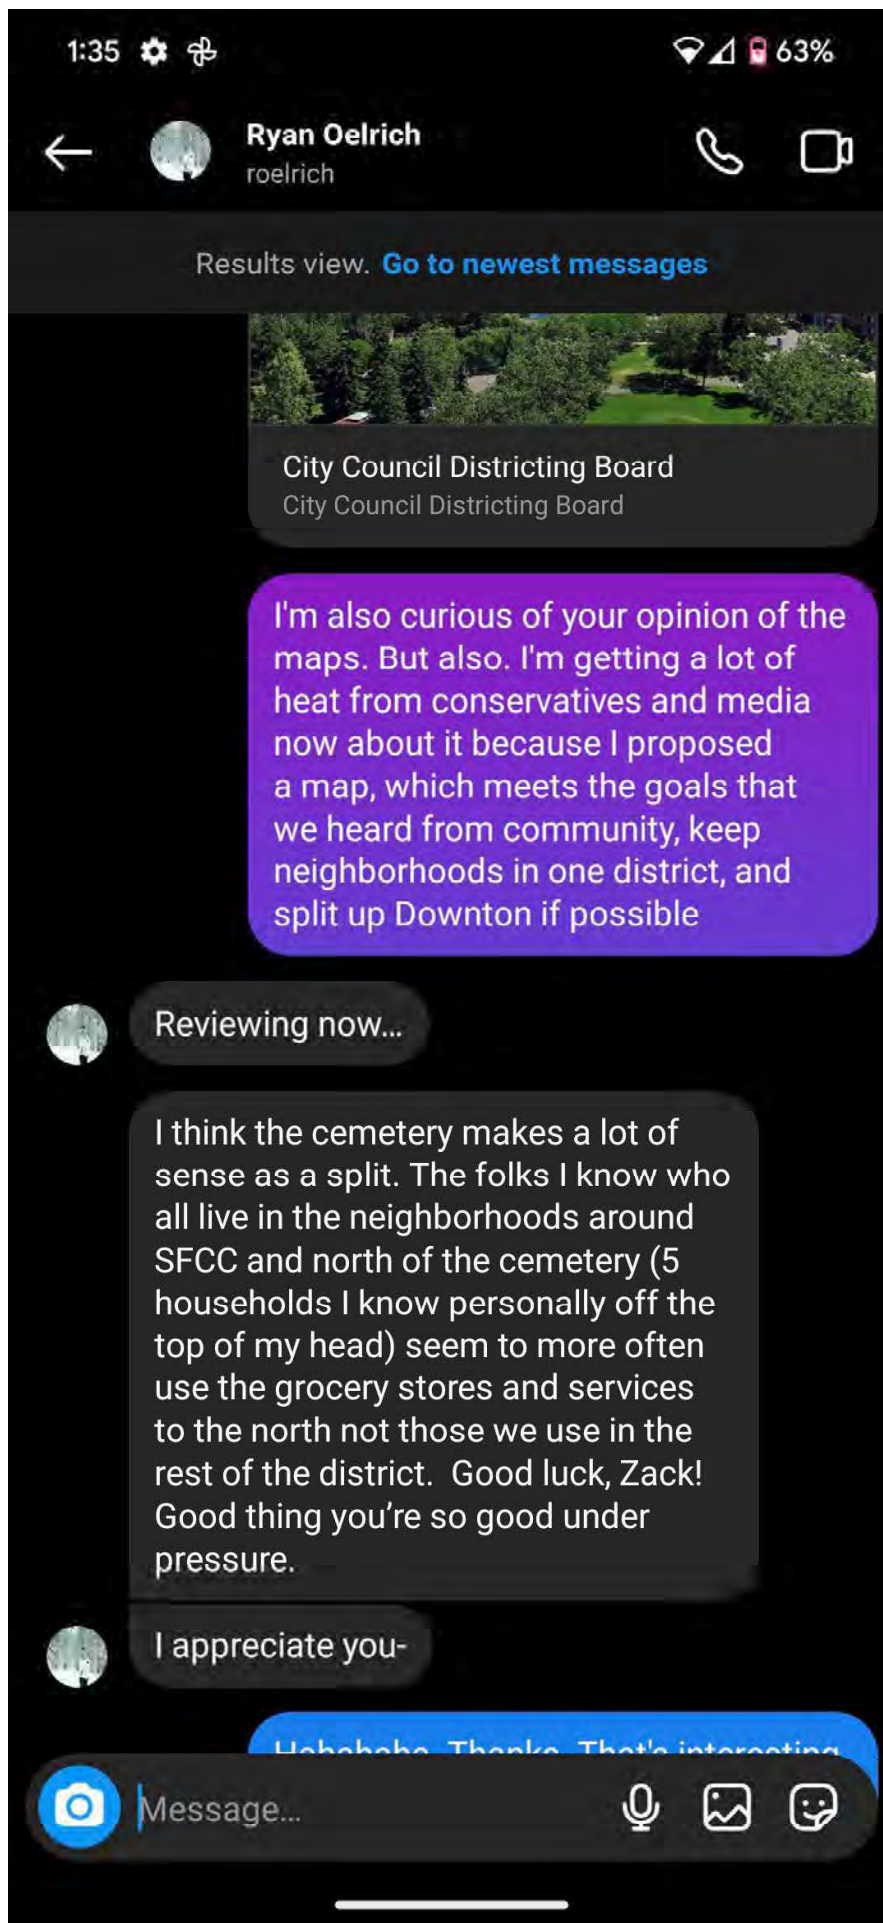 1:35 63%
Ryan Oelrich
roelrich
Results view. Go to newest messages
City Council Districting Board
City Council Districting Board
I'm also curious of your opinion of the
maps. But also. I'm getting a lot of
heat from conservatives and media
now about it because I proposed
a map, which meets the goals that
we heard from community, keep
neighborhoods in one district, and
split up Downton if possible
Reviewing now...
I think the cemetery makes a lot of
sense as a split. The folks I know who
all live in the neighborhoods around
SFCC and north of the cemetery (5
households I know personally off the
top of my head) seem to more often
use the grocery stores and services
to the north not those we use in the
rest of the district.  Good luck, Zack!
Good thing you’re so good under
pressure.
I appreciate you-
Thanks. That's interesting
Message...